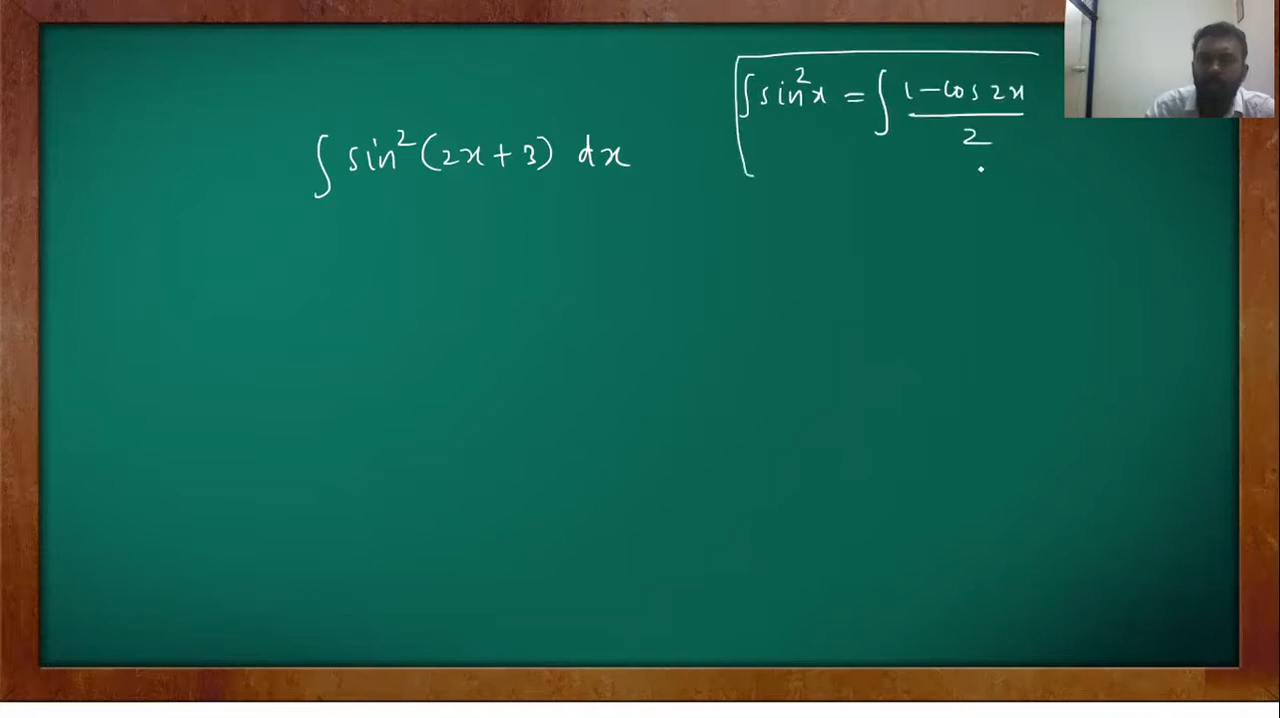 ∫ sin²(2x+3) dx
∫ sin²x = ∫ (1 - cos 2x)/2